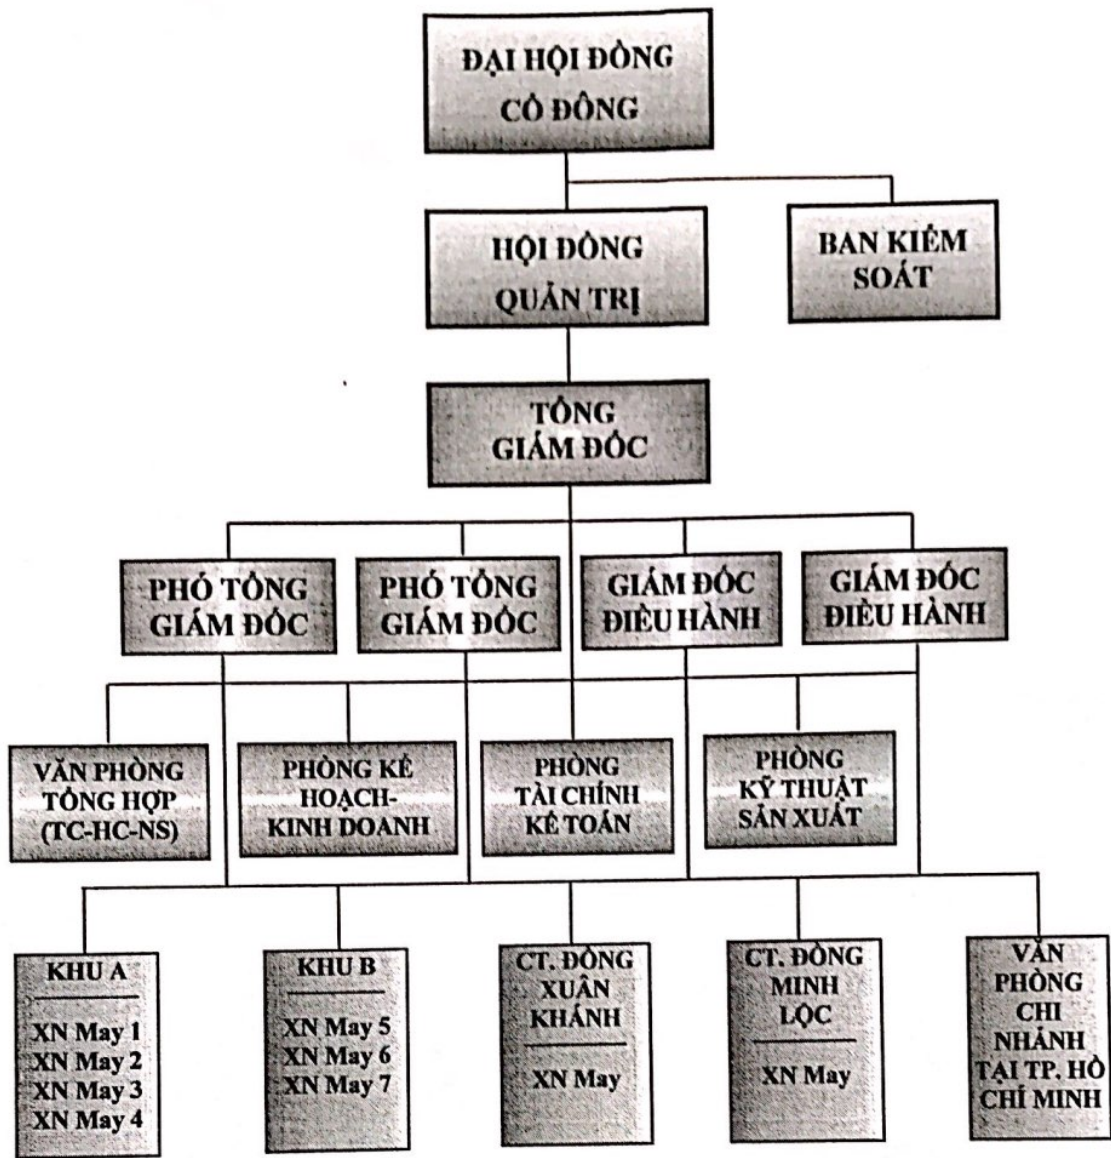 ĐẠI HỘI ĐỒNG
CỔ ĐÔNG
HỘI ĐỒNG
QUẢN TRỊ
BAN KIỂM
SOÁT
TỔNG
GIÁM ĐỐC
PHÓ TỔNG
GIÁM ĐỐC
PHÓ TỔNG
GIÁM ĐỐC
GIÁM ĐỐC
ĐIỀU HÀNH
GIÁM ĐỐC
ĐIỀU HÀNH
VĂN PHÒNG
TỔNG HỢP
(TC-HC-NS)
PHÒNG KẾ
HOẠCH-
KINH DOANH
PHÒNG
TÀI CHÍNH
KẾ TOÁN
PHÒNG
KỸ THUẬT
SẢN XUẤT
KHU A
XN May 1
XN May 2
XN May 3
XN May 4
KHU B
XN May 5
XN May 6
XN May 7
CT. ĐỒNG
XUÂN
KHÁNH
XN May
CT. ĐỒNG
MINH
LỘC
XN May
VĂN
PHÒNG
CHI
NHÁNH
TẠI TP. HỒ
CHÍ MINH